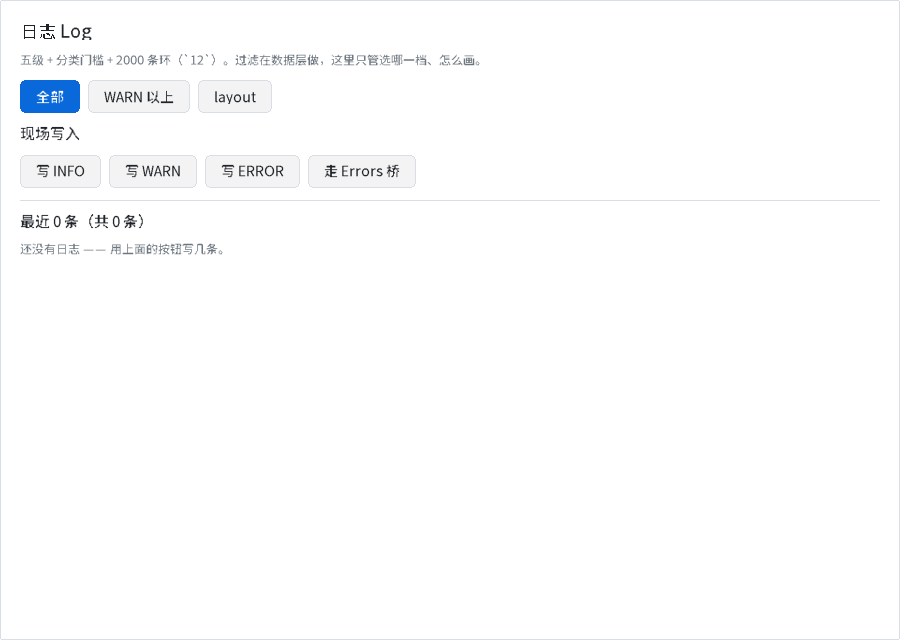 日志 Log
五级 + 分类门槛 + 2000 条环（`12`）。过滤在数据层做，这里只管选哪一档、怎么画。
全部 WARN 以上 layout
现场写入
写 INFO 写 WARN 写 ERROR 走 Errors 桥
最近 0 条（共 0 条）
还没有日志 —— 用上面的按钮写几条。